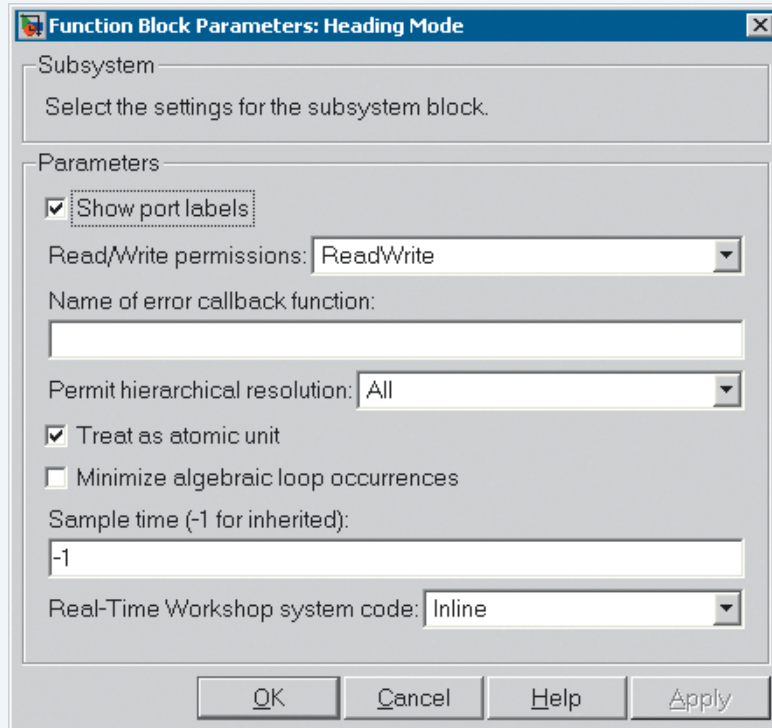 Function Block Parameters: Heading Mode
Subsystem
Select the settings for the subsystem block.
Parameters
Show port labels
Read/Write permissions: ReadWrite
Name of error callback function:
Permit hierarchical resolution: All
Treat as atomic unit
Minimize algebraic loop occurrences
Sample time (-1 for inherited):
-1
Real-Time Workshop system code: Inline
OK Cancel Help Apply